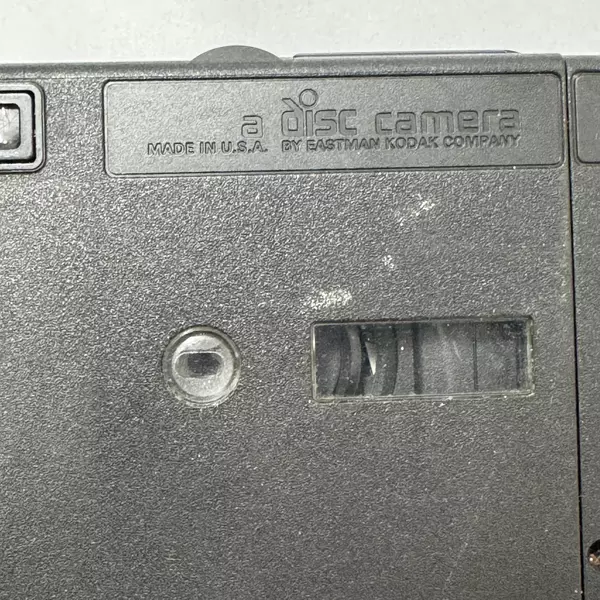 a disc camera
MADE IN U.S.A. BY EASTMAN KODAK COMPANY